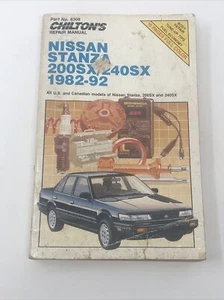 Part No. 8369
CHILTON'S
REPAIR MANUAL
NISSAN
STANZA
200SX/240SX
1982-92
All U.S. and Canadian models of Nissan Stanza, 200SX and 240SX